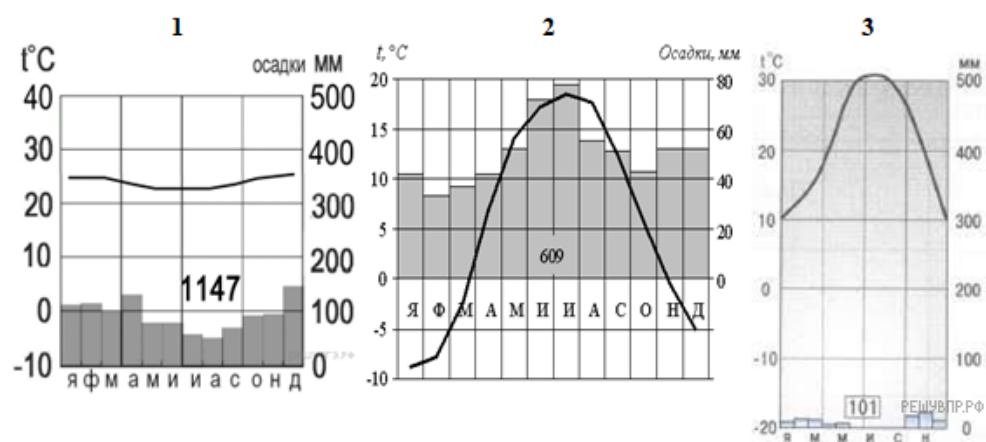 1
t°C
осадки мм
40 500
30 400
20 300
200
10
1147
0 100
-10 0
я ф м а м и и а с о н д
2
t, °C
Осадки, мм
20 80
15 60
10 40
5 20
609
0 0
Я Ф М А М И И А С О Н Д
-5
-10
3
t°C
мм
30 500
20 400
10 300
0 200
-10 100
101
РЕШУВПР.РФ
-20 0
я м м и с н